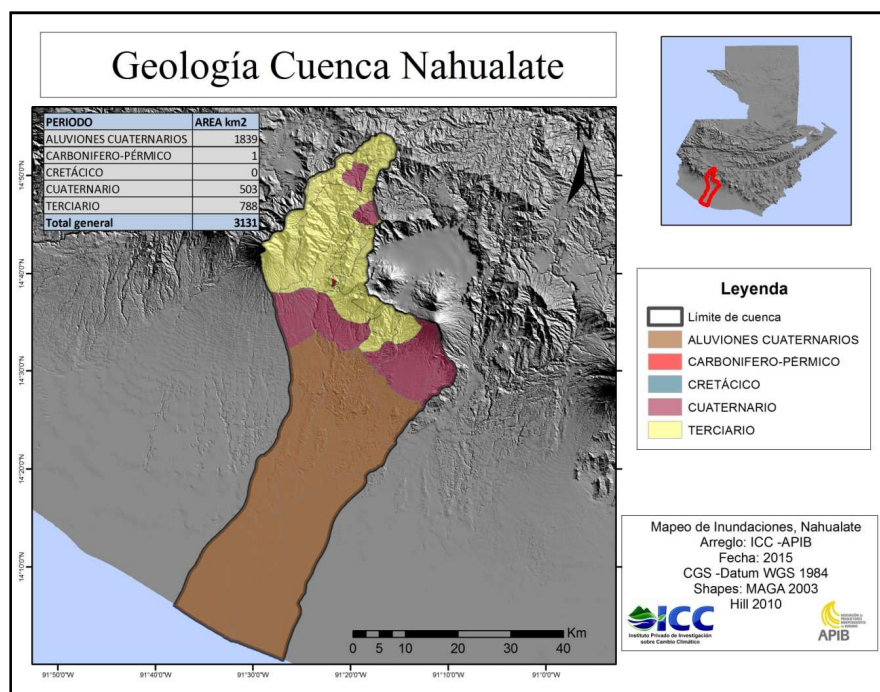 Geología Cuenca Nahualate
PERIODO AREA km2
ALUVIONES CUATERNARIOS 1839
CARBONIFERO-PÉRMICO 1
CRETÁCICO 0
CUATERNARIO 503
TERCIARIO 788
Total general 3131
N
14°50'0"N
14°40'0"N
14°30'0"N
14°20'0"N
14°10'0"N
91°50'0"W
91°40'0"W
91°30'0"W
91°20'0"W
91°10'0"W
91°0'0"W
Km
0 5 10 20 30 40
Leyenda
Límite de cuenca
ALUVIONES CUATERNARIOS
CARBONIFERO-PÉRMICO
CRETÁCICO
CUATERNARIO
TERCIARIO
Mapeo de Inundaciones, Nahualate
Arreglo: ICC -APIB
Fecha: 2015
CGS -Datum WGS 1984
Shapes: MAGA 2003
Hill 2010
ICC
Instituto Privado de Investigación
sobre Cambio Climático
APIB